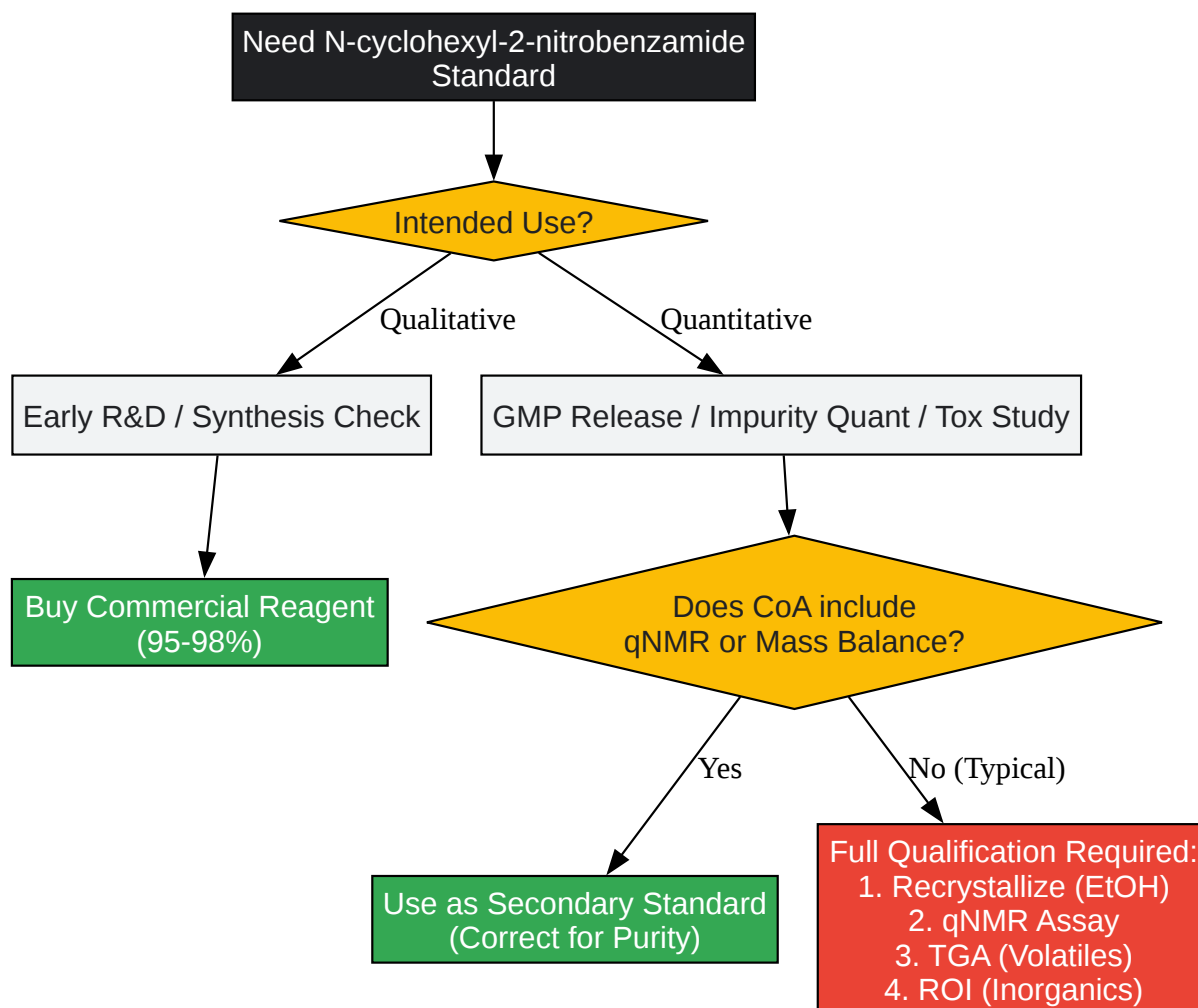 Need N-cyclohexyl-2-nitrobenzamide
Standard
Intended Use?
Qualitative
Quantitative
Early R&D / Synthesis Check
GMP Release / Impurity Quant / Tox Study
Buy Commercial Reagent
(95-98%)
Does CoA include
qNMR or Mass Balance?
Yes
No (Typical)
Use as Secondary Standard
(Correct for Purity)
Full Qualification Required:
1. Recrystallize (EtOH)
2. qNMR Assay
3. TGA (Volatiles)
4. ROI (Inorganics)